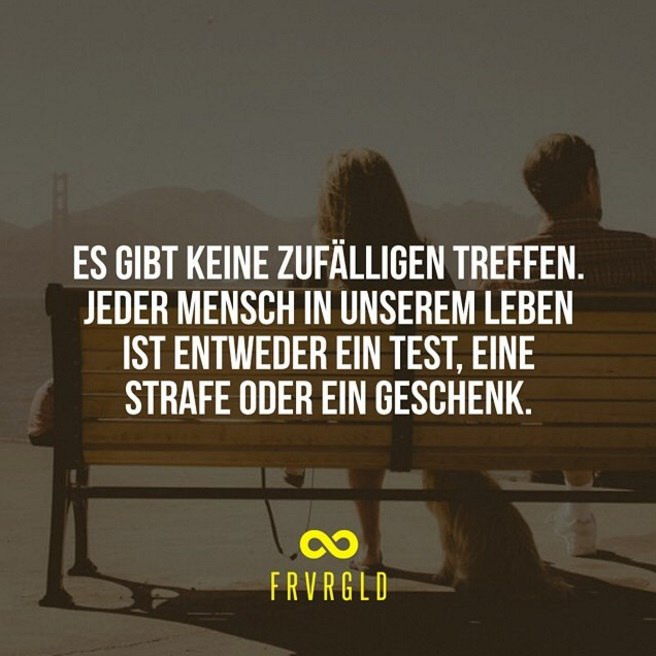 ES GIBT KEINE ZUFÄLLIGEN TREFFEN.
JEDER MENSCH IN UNSEREM LEBEN
IST ENTWEDER EIN TEST, EINE
STRAFE ODER EIN GESCHENK.
FRVRGLD